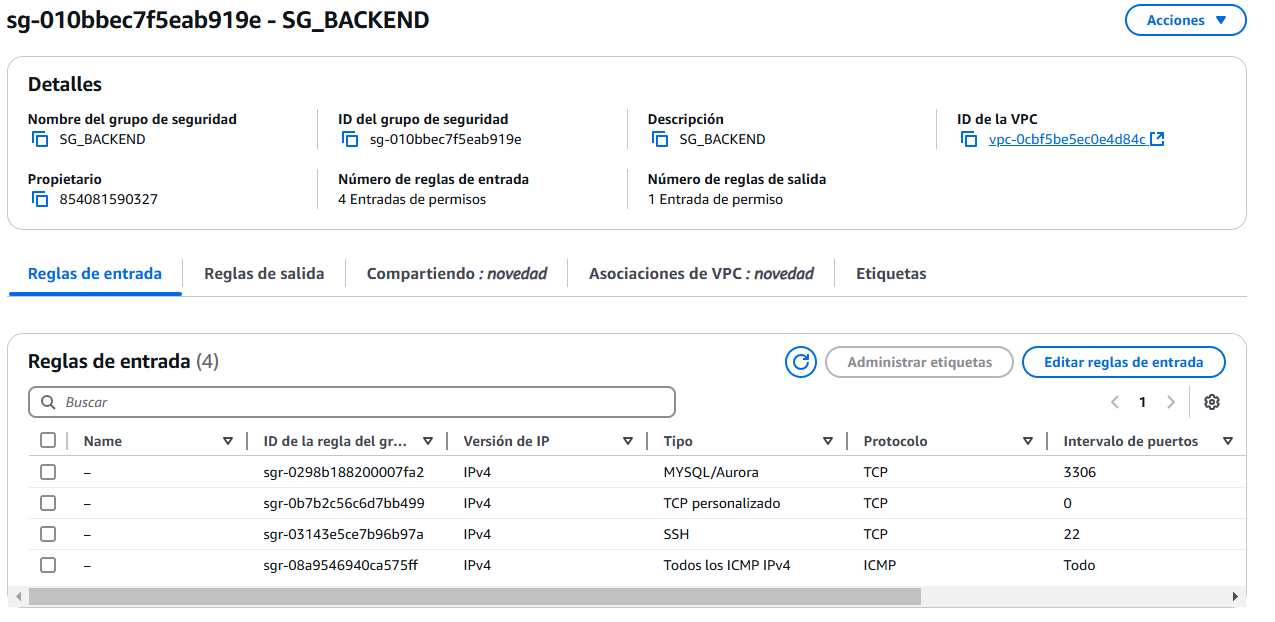 sg-010bbec7f5eab919e - SG_BACKEND
Acciones
Detalles
Nombre del grupo de seguridad
SG_BACKEND
ID del grupo de seguridad
sg-010bbec7f5eab919e
Descripción
SG_BACKEND
ID de la VPC
vpc-0cbf5be5ec0e4d84c
Propietario
854081590327
Número de reglas de entrada
4 Entradas de permisos
Número de reglas de salida
1 Entrada de permiso
Reglas de entrada
Reglas de salida
Compartiendo : novedad
Asociaciones de VPC : novedad
Etiquetas
Reglas de entrada (4)
Administrar etiquetas
Editar reglas de entrada
Buscar
1
Name ID de la regla del gr... Versión de IP Tipo Protocolo Intervalo de puertos
– sgr-0298b188200007fa2 IPv4 MYSQL/Aurora TCP 3306
– sgr-0b7b2c56c6d7bb499 IPv4 TCP personalizado TCP 0
– sgr-03143e5ce7b96b97a IPv4 SSH TCP 22
– sgr-08a9546940ca575ff IPv4 Todos los ICMP IPv4 ICMP Todo